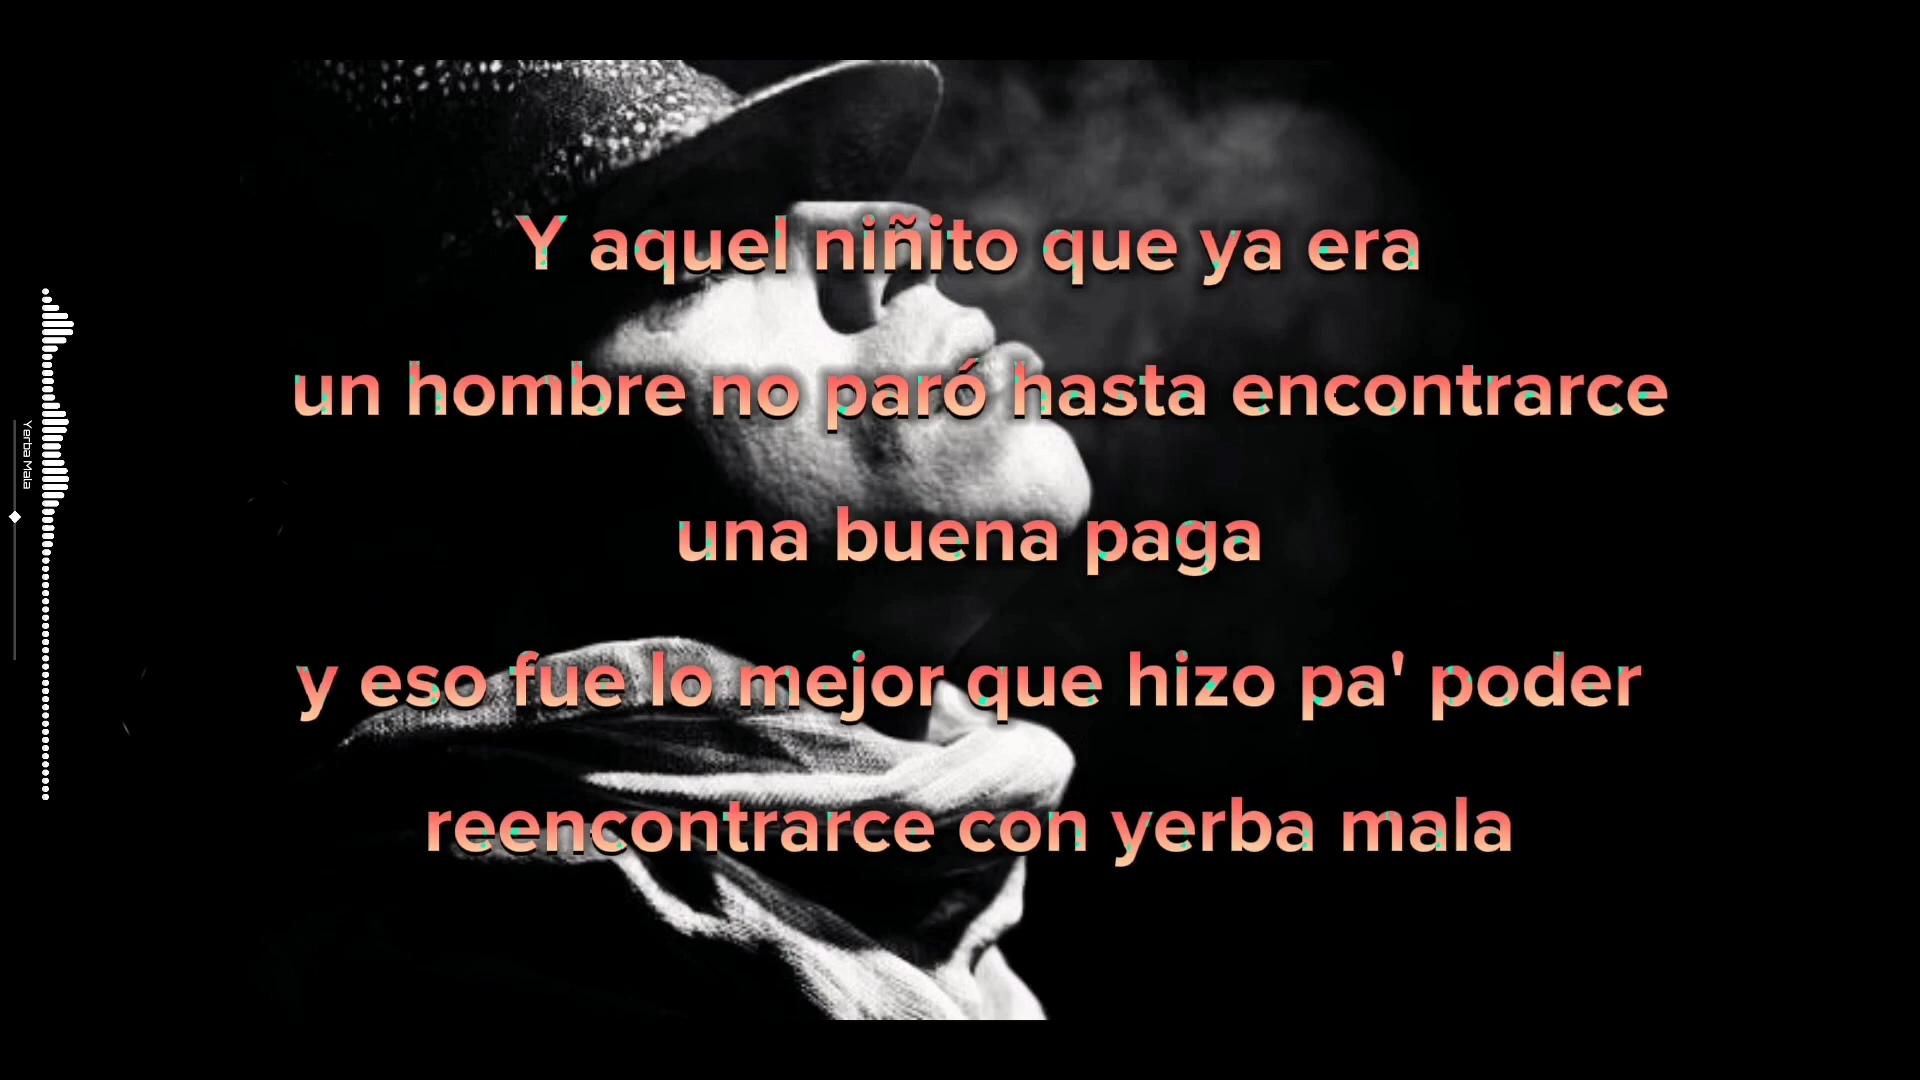 Y aquel niñito que ya era
un hombre no paró hasta encontrarce
una buena paga
y eso fue lo mejor que hizo pa' poder
reencontrarce con yerba mala
Yerba Mala